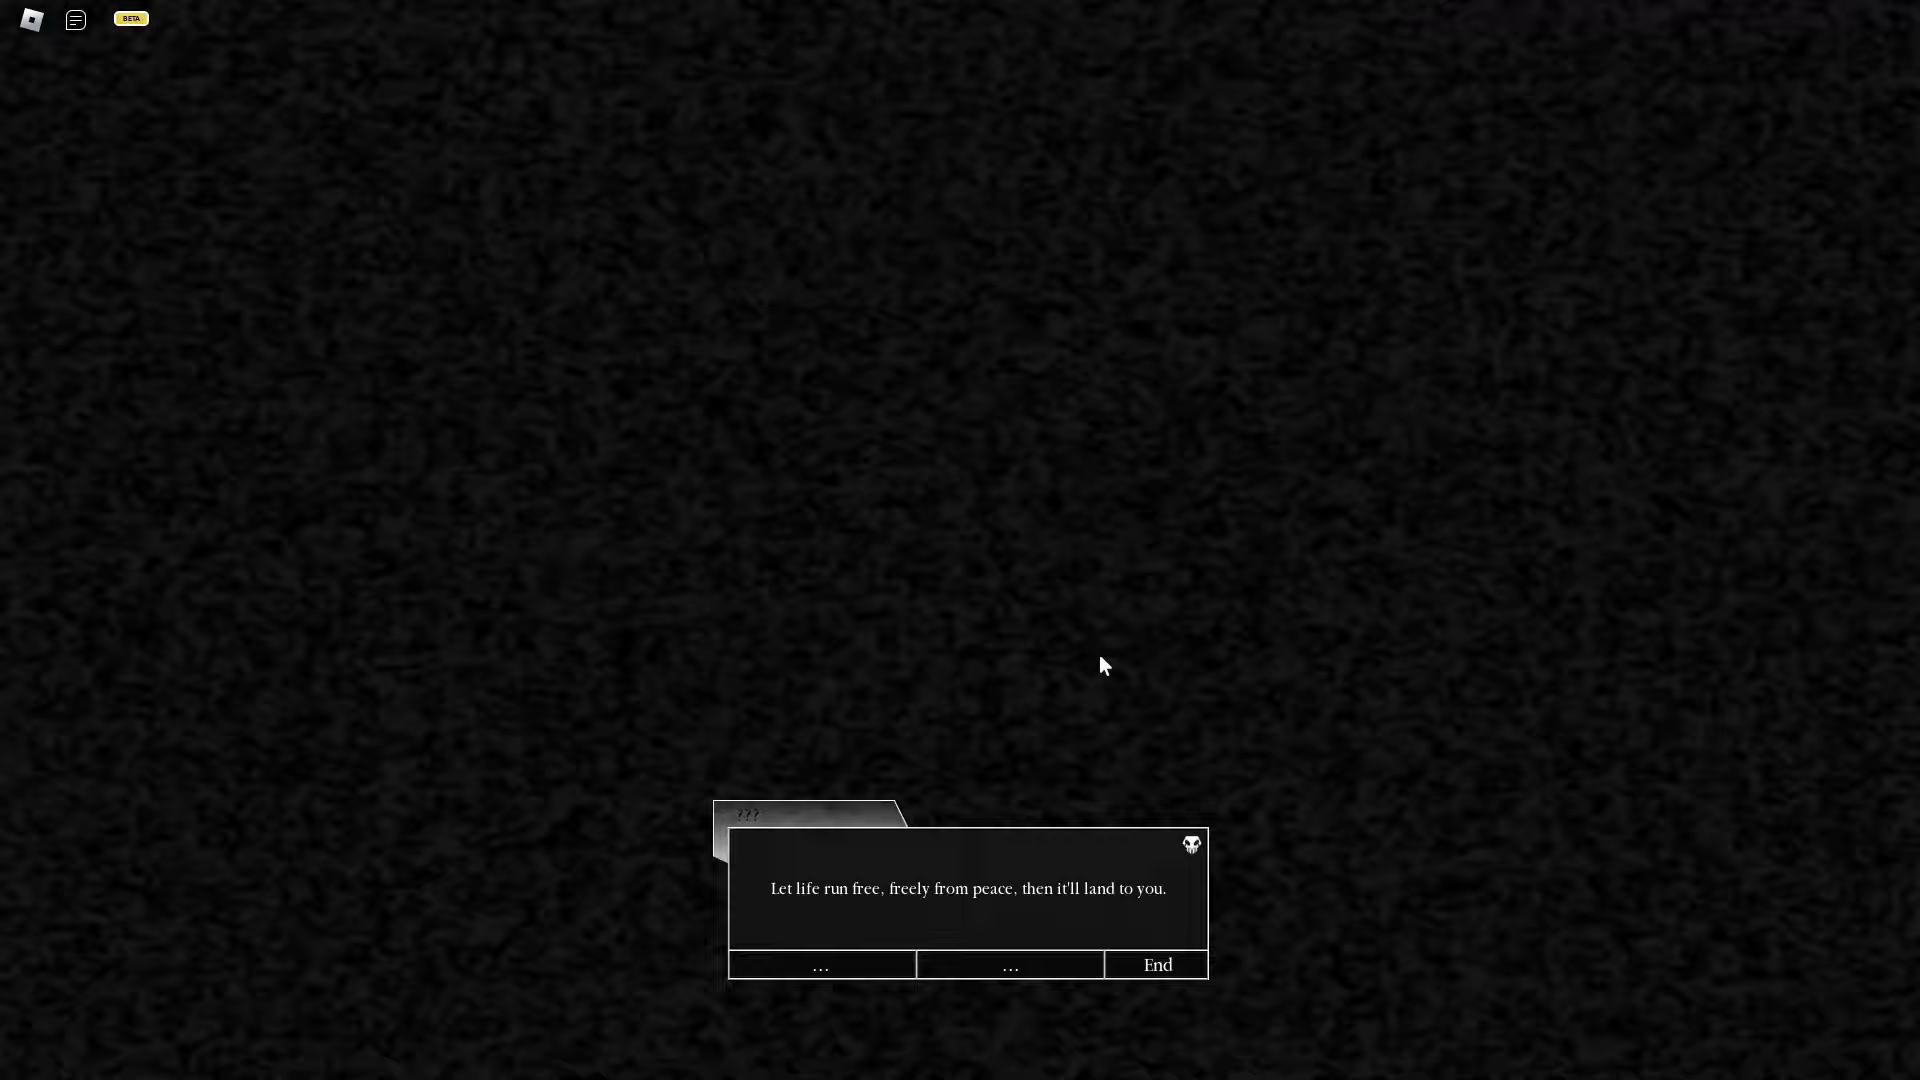 BETA
???
Let life run free, freely from peace, then it'll land to you.
...
...
End